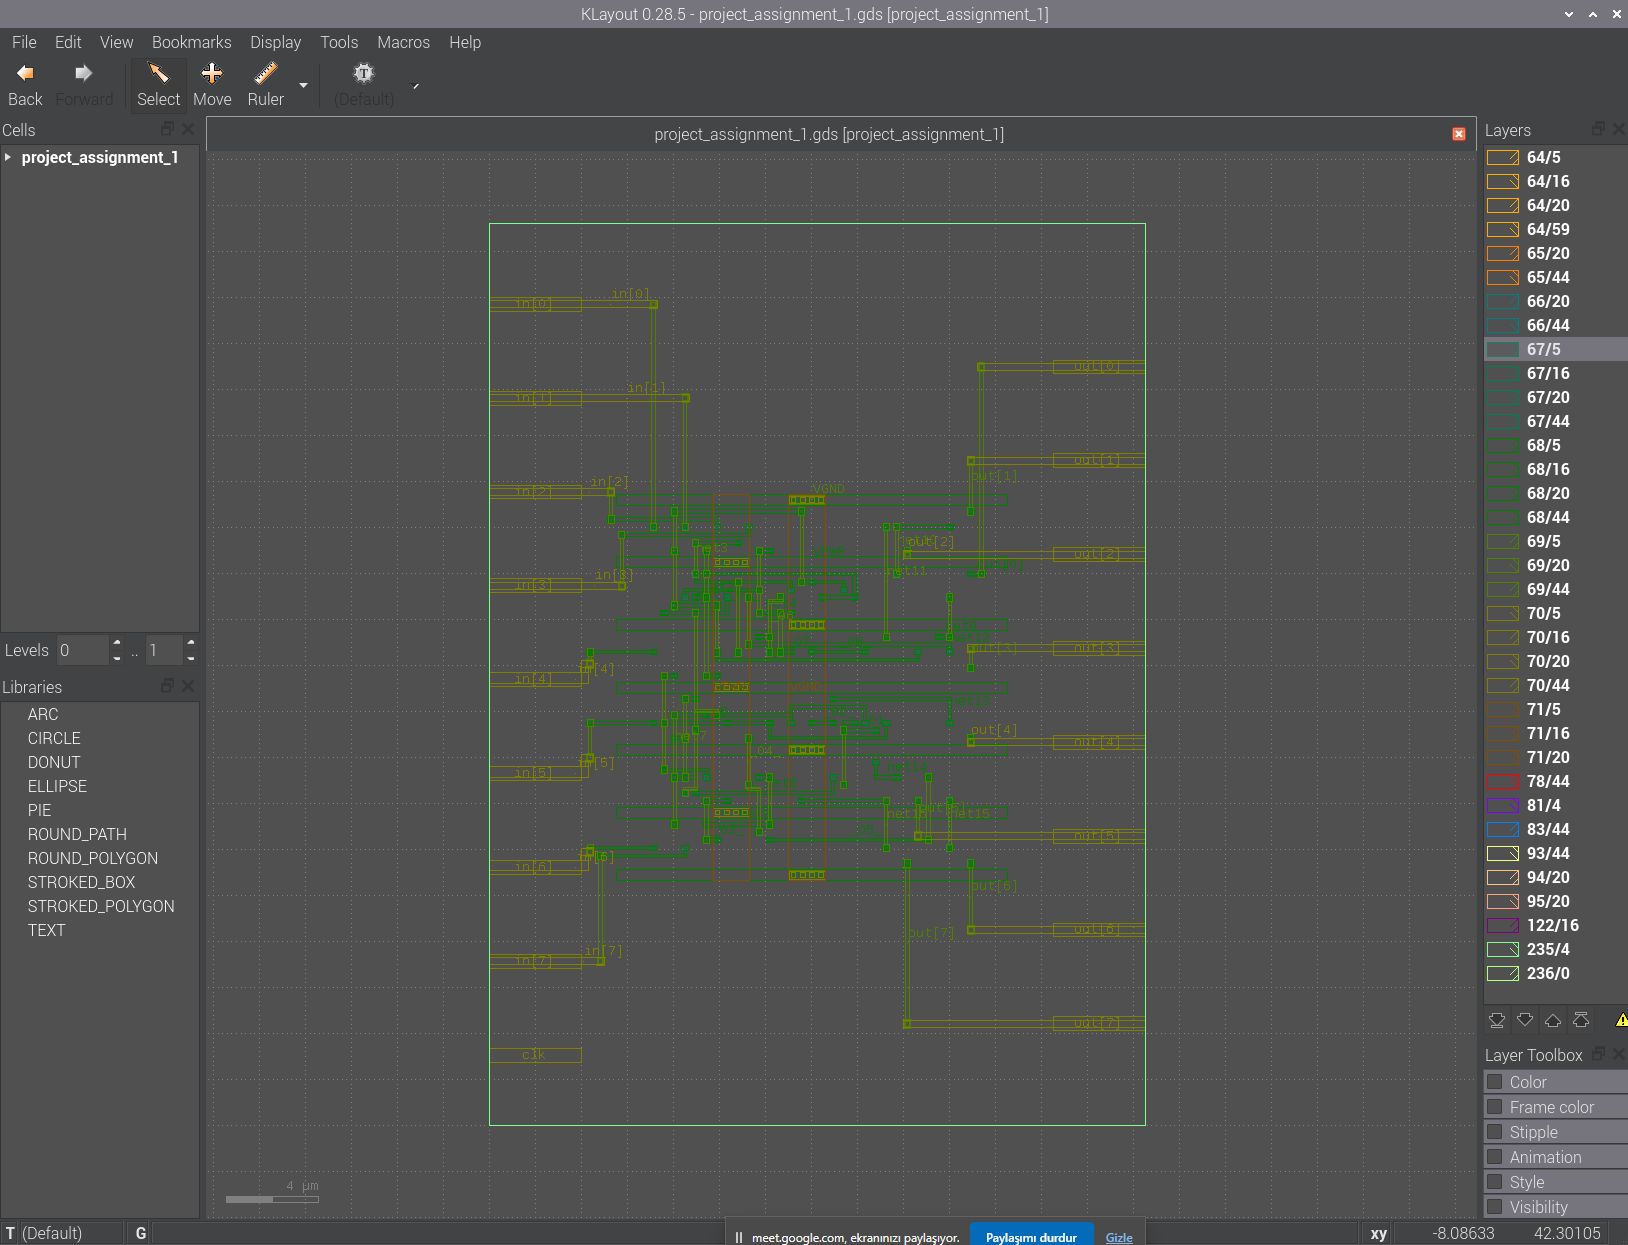 KLayout 0.28.5 - project_assignment_1.gds [project_assignment_1]
File Edit View Bookmarks Display Tools Macros Help
Back Forward Select Move Ruler (Default)
Cells
project_assignment_1
Levels 0 .. 1
Libraries
ARC
CIRCLE
DONUT
ELLIPSE
PIE
ROUND_PATH
ROUND_POLYGON
STROKED_BOX
STROKED_POLYGON
TEXT
project_assignment_1.gds [project_assignment_1]
in[0] in[0]
in[1] in[1]
in[2] in[2]
in[3] in[3]
in[4] in[4]
in[5] in[5]
in[6] in[6]
in[7] in[7]
clk
VGND
out[0]
out[1]
out[1]
out[2] out[2]
out[3]
out[4] out[4]
out[5]
net15
out[6]
out[6]
out[7]
out[7]
4 µm
Layers
64/5
64/16
64/20
64/59
65/20
65/44
66/20
66/44
67/5
67/16
67/20
67/44
68/5
68/16
68/20
68/44
69/5
69/20
69/44
70/5
70/16
70/20
70/44
71/5
71/16
71/20
78/44
81/4
83/44
93/44
94/20
95/20
122/16
235/4
236/0
Layer Toolbox
Color
Frame color
Stipple
Animation
Style
Visibility
T (Default) G
meet.google.com, ekranınızı paylaşıyor. Paylaşımı durdur Gizle
xy -8.08633 42.30105